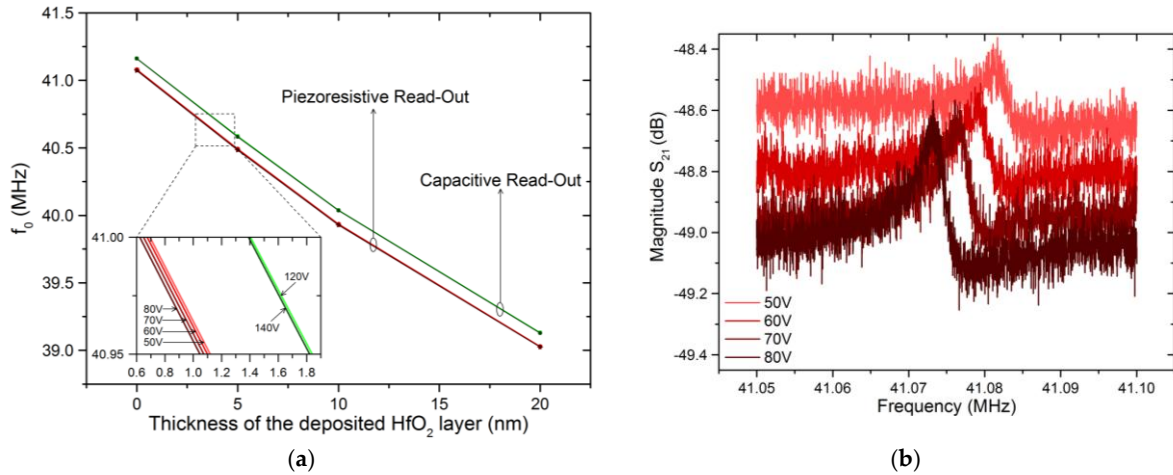 41.5
41.0
40.5
40.0
39.5
39.0
f₀ (MHz)
Piezoresistive Read-Out
Capacitive Read-Out
41.00
40.95
80V
70V
60V
50V
120V
140V
0.6 0.8 1.0 1.2 1.4 1.6 1.8
0 5 10 15 20
Thickness of the deposited HfO₂ layer (nm)
(a)
-48.4
-48.6
-48.8
-49.0
-49.2
-49.4
Magnitude S₂₁ (dB)
50V
60V
70V
80V
41.05 41.06 41.07 41.08 41.09 41.10
Frequency (MHz)
(b)